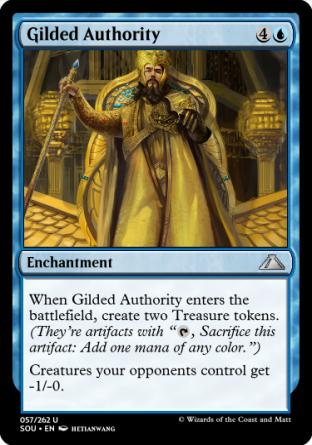 Gilded Authority 4
Enchantment
When Gilded Authority enters the
battlefield, create two Treasure tokens.
(They're artifacts with “, Sacrifice this
artifact: Add one mana of any color.”)
Creatures your opponents control get
-1/-0.
057/262 U
SOU • EN HETIANWANG
© Wizards of the Coast and Matt